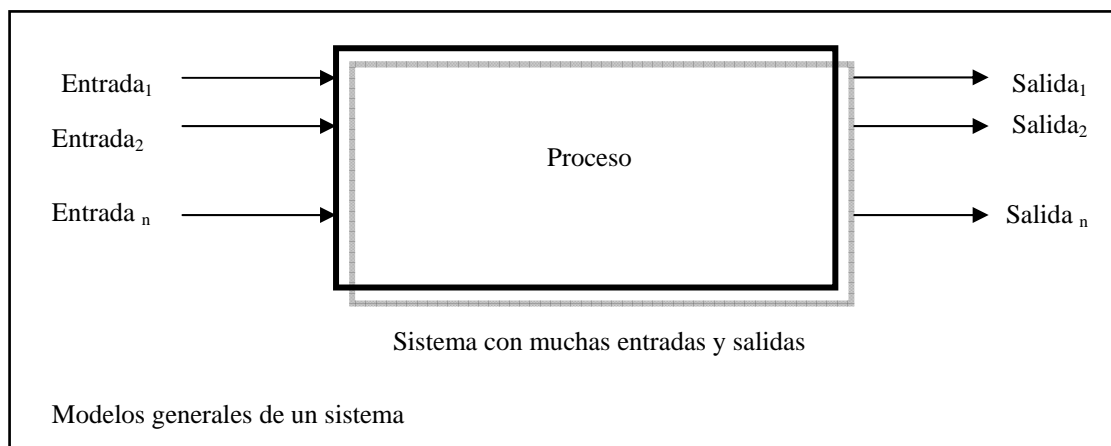 Entrada₁
Salida₁
Entrada₂
Salida₂
Proceso
Entrada ₙ
Salida ₙ
Sistema con muchas entradas y salidas
Modelos generales de un sistema